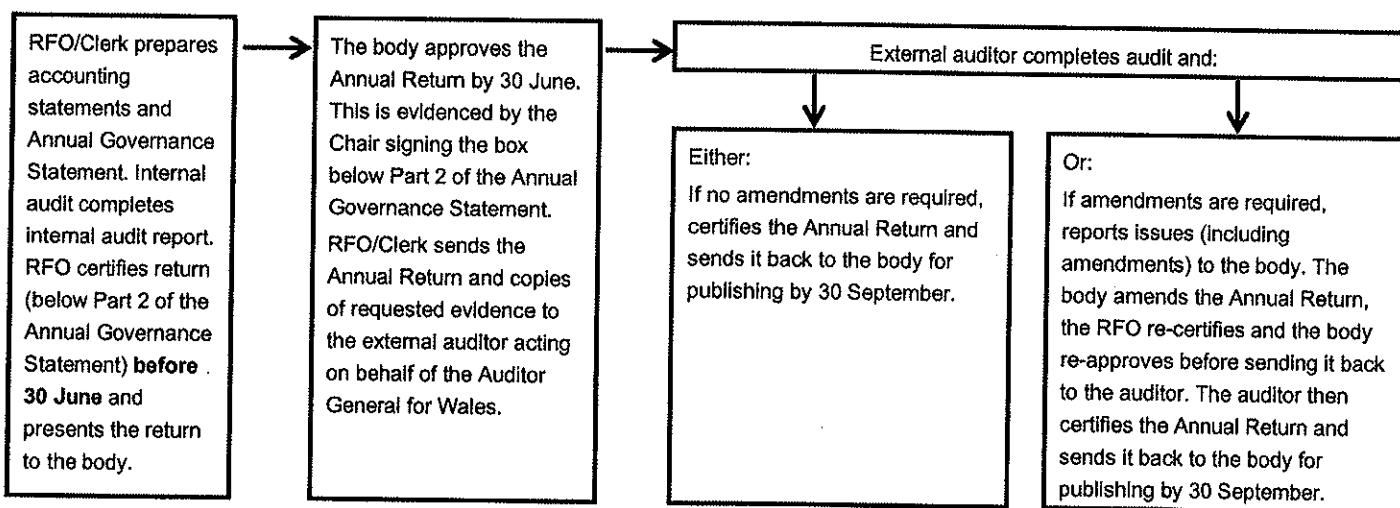 RFO/Clerk prepares
accounting
statements and
Annual Governance
Statement. Internal
audit completes
internal audit report.
RFO certifies return
(below Part 2 of the
Annual Governance
Statement) before
30 June and
presents the return
to the body.
The body approves the
Annual Return by 30 June.
This is evidenced by the
Chair signing the box
below Part 2 of the Annual
Governance Statement.
RFO/Clerk sends the
Annual Return and copies
of requested evidence to
the external auditor acting
on behalf of the Auditor
General for Wales.
External auditor completes audit and:
Either:
If no amendments are required,
certifies the Annual Return and
sends it back to the body for
publishing by 30 September.
Or:
If amendments are required,
reports issues (including
amendments) to the body. The
body amends the Annual Return,
the RFO re-certifies and the body
re-approves before sending it back
to the auditor. The auditor then
certifies the Annual Return and
sends it back to the body for
publishing by 30 September.